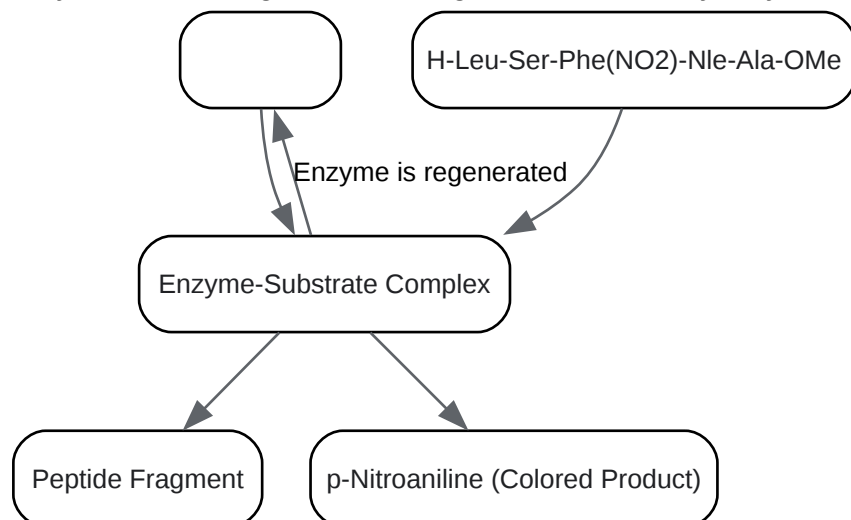 H-Leu-Ser-Phe(NO2)-Nle-Ala-OMe
Enzyme is regenerated
Enzyme-Substrate Complex
Peptide Fragment
p-Nitroaniline (Colored Product)